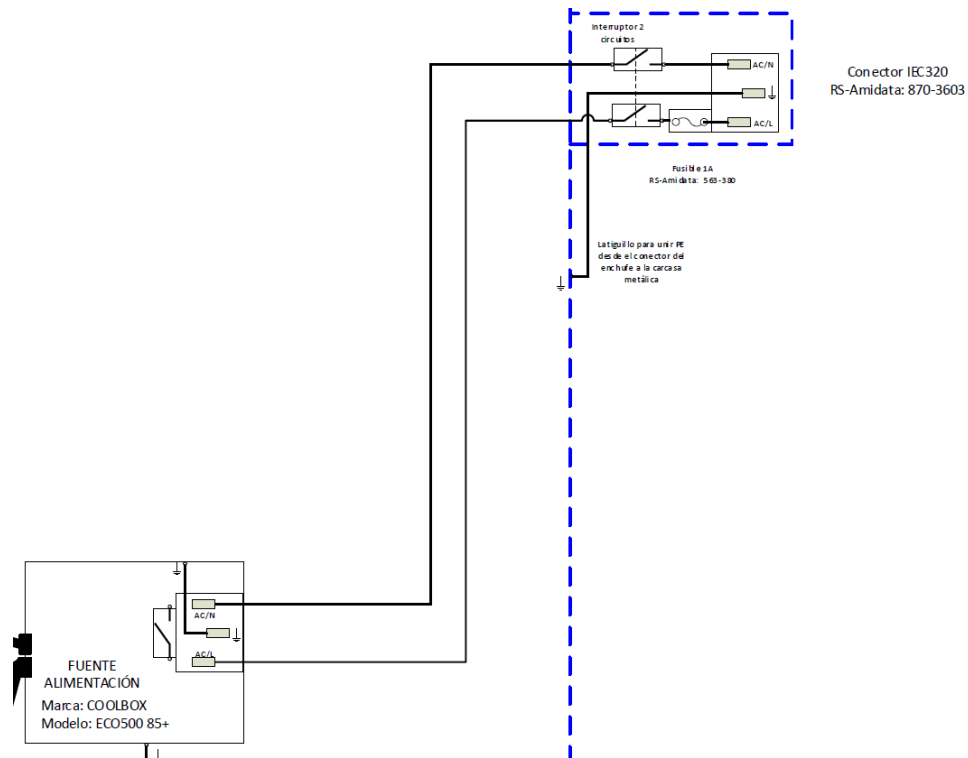 Interruptor 2
circuitos
AC/N
AC/L
Conector IEC320
RS-Amidata: 870-3603
Fusible 1A
RS-Amidata: 563-380
Latiguillo para unir PE
desde el conector del
enchufe a la carcasa
metálica
AC/N
AC/L
FUENTE
ALIMENTACIÓN
Marca: COOLBOX
Modelo: ECO500 85+